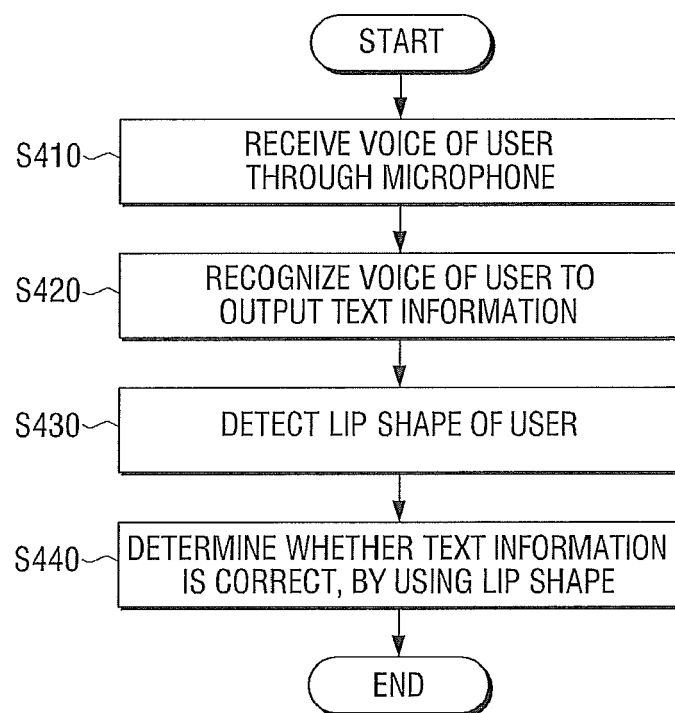 START
S410
RECEIVE VOICE OF USER
THROUGH MICROPHONE
S420
RECOGNIZE VOICE OF USER TO
OUTPUT TEXT INFORMATION
S430
DETECT LIP SHAPE OF USER
S440
DETERMINE WHETHER TEXT INFORMATION
IS CORRECT, BY USING LIP SHAPE
END